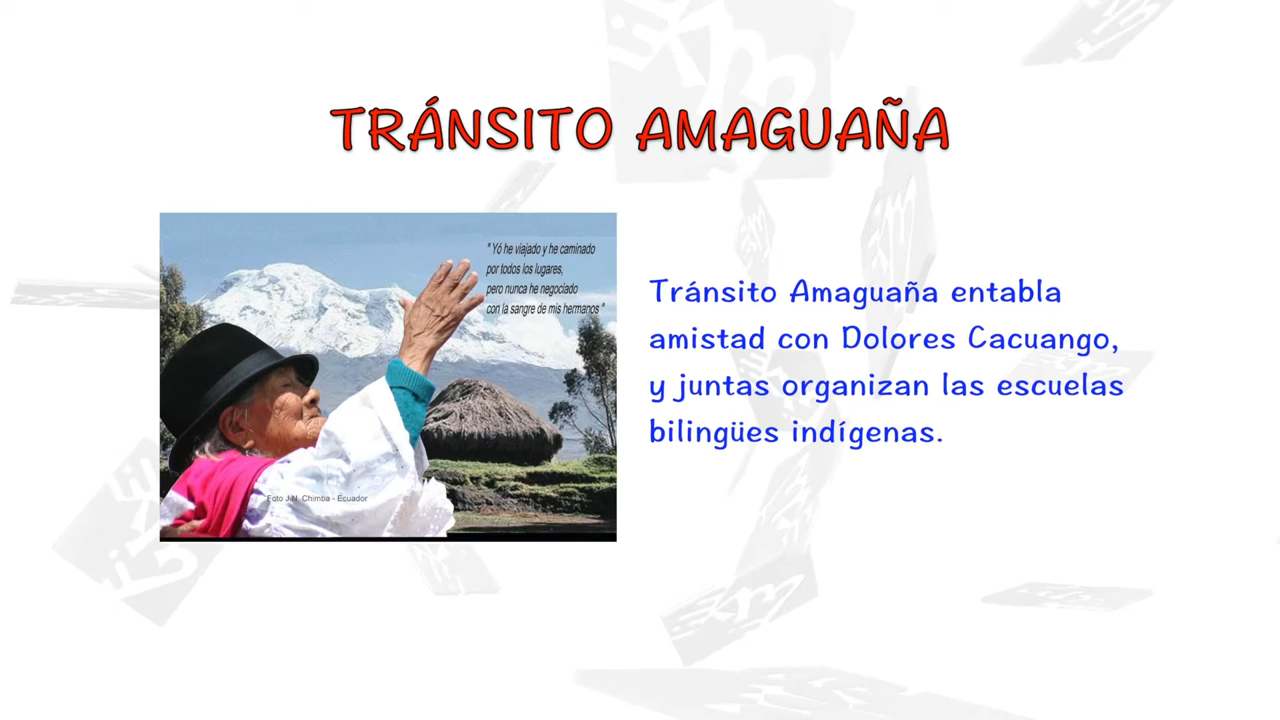 TRÁNSITO AMAGUAÑA
" Yó he viajado y he caminado
por todos los lugares,
pero nunca he negociado
con la sangre de mis hermanos "
Foto J.N. Chimba - Ecuador
Tránsito Amaguaña entabla
amistad con Dolores Cacuango,
y juntas organizan las escuelas
bilingües indígenas.